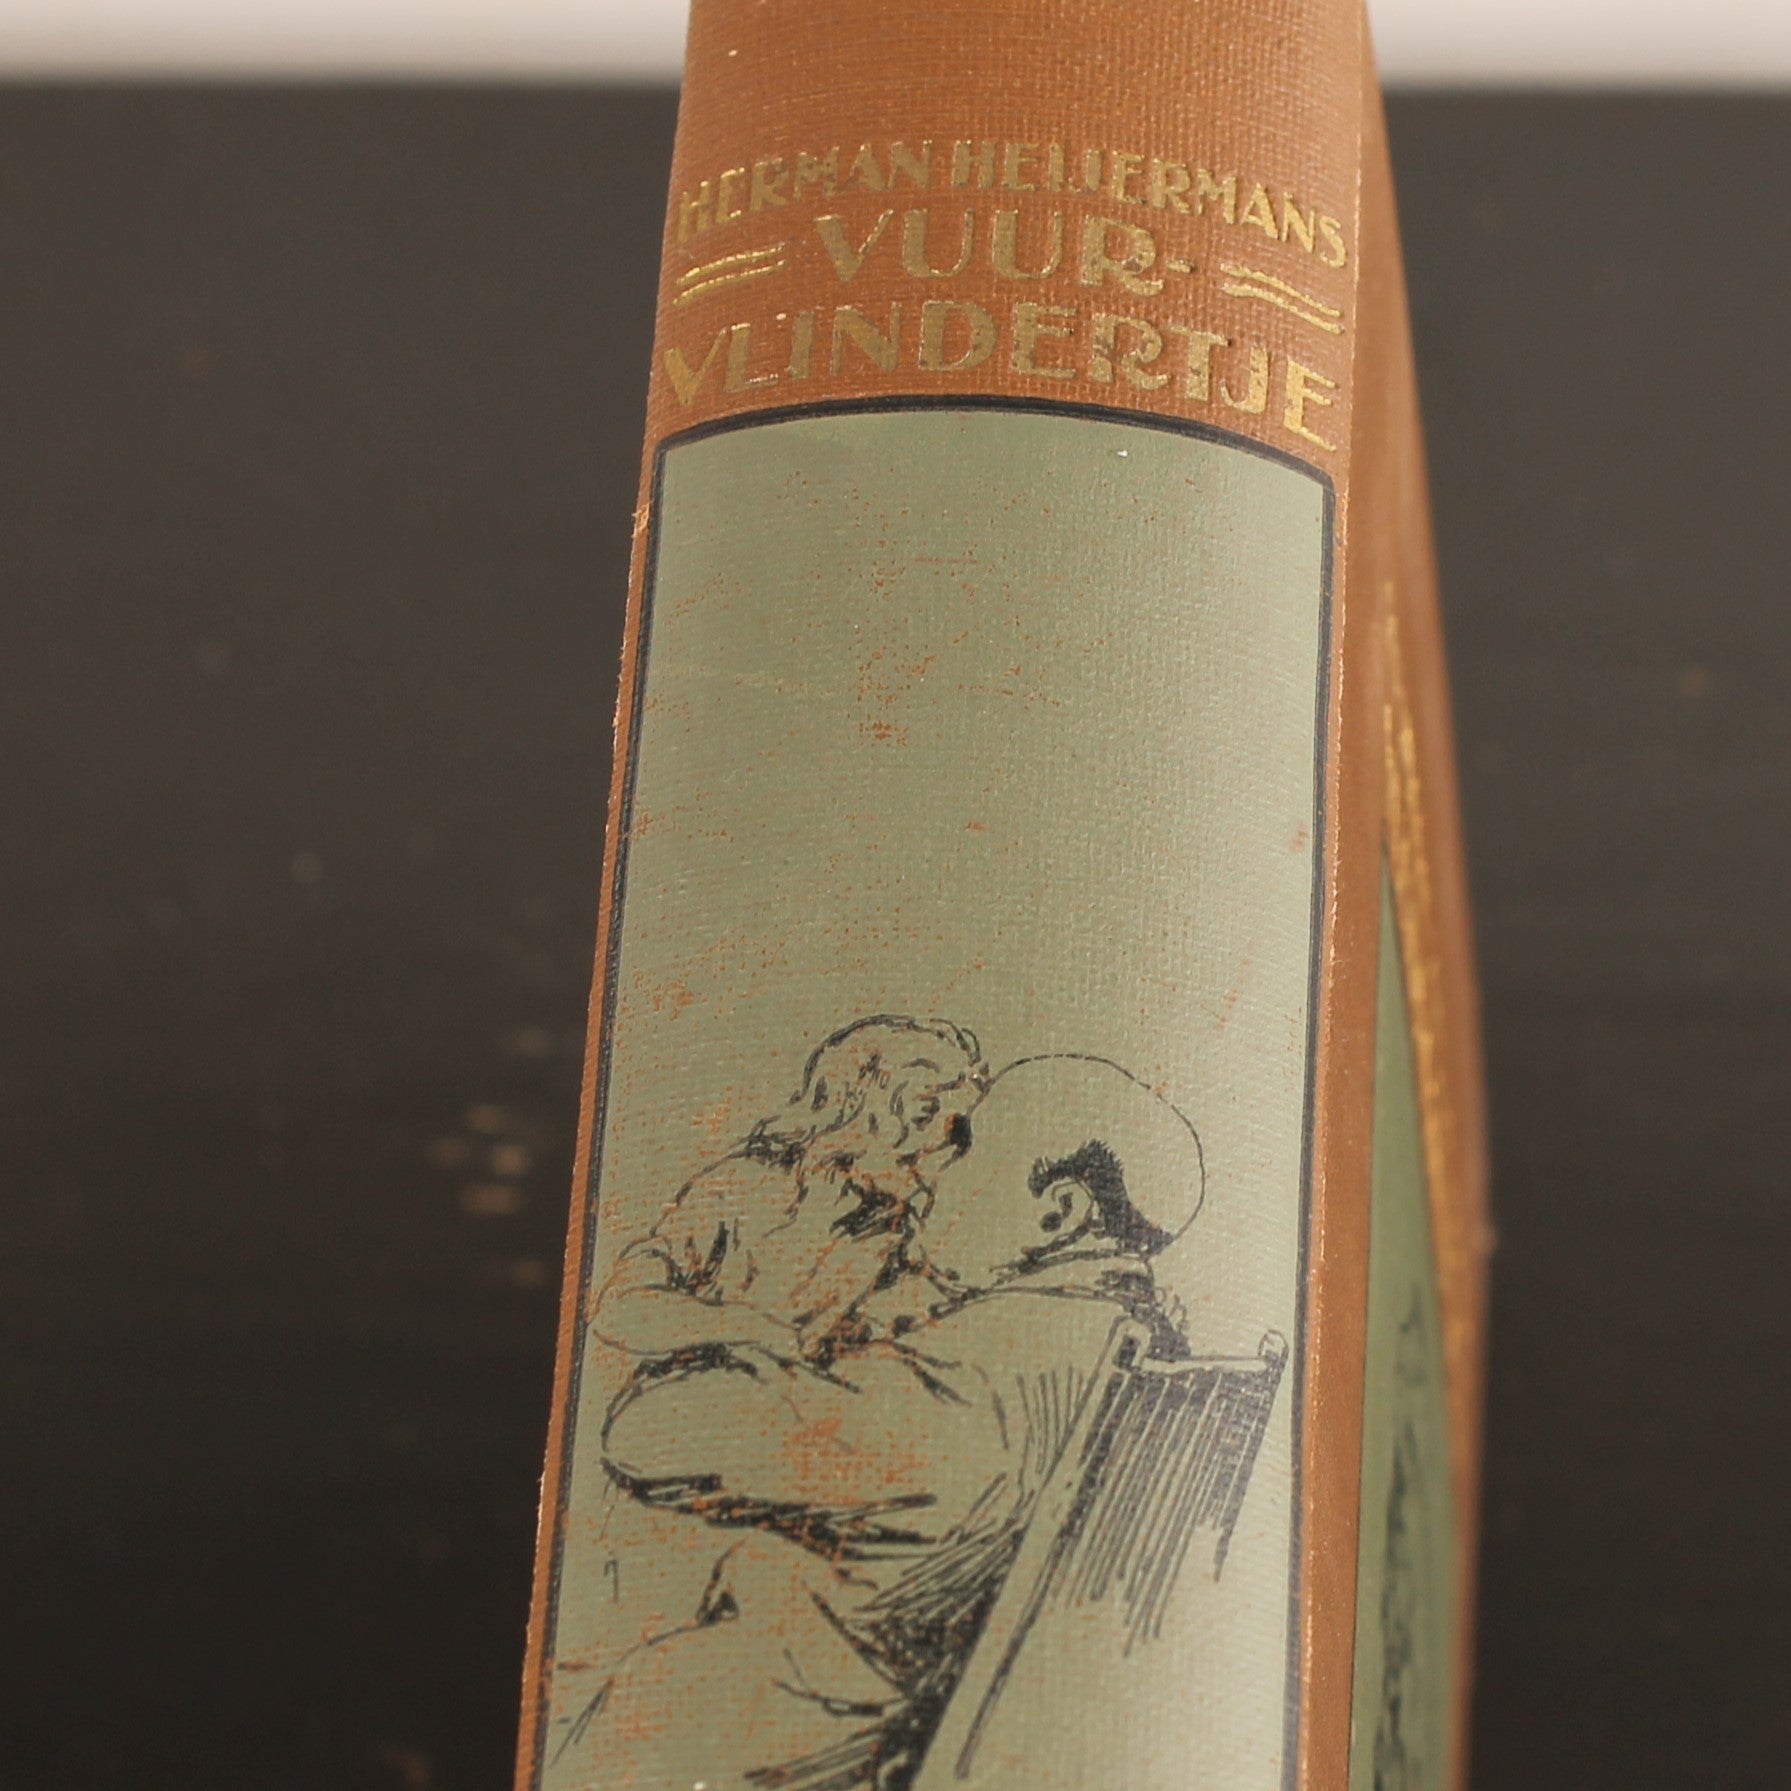 HERMAN HEIJERMANS
VUUR-
VLINDERTJE